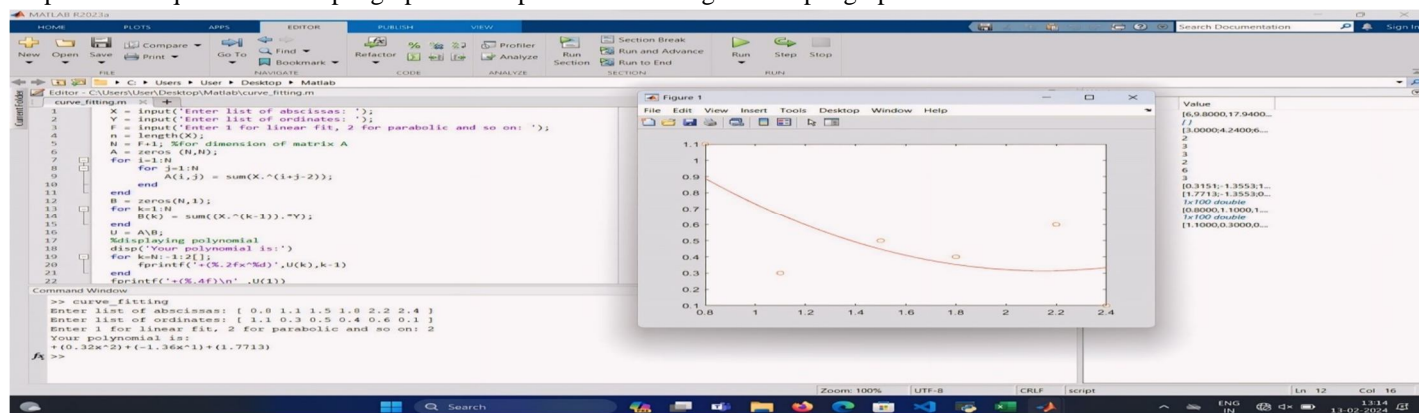 MATLAB R2023a
HOME PLOTS APPS EDITOR PUBLISH VIEW Search Documentation Sign In
New Open Save Compare Print Go To Find Bookmark Refactor Profiler Analyze Run Section Section Break Run and Advance Run to End Run Step Stop
FILE NAVIGATE CODE ANALYZE SECTION RUN
C: Users User Desktop Matlab
Current Folder
Editor - C:\Users\User\Desktop\Matlab\curve_fitting.m
curve_fitting.m
1 X = input('Enter list of abscissas: ');
2 Y = input('Enter list of ordinates: ');
3 F = input('Enter 1 for linear fit, 2 for parabolic and so on: ');
4 n = length(X);
5 N = F+1; %for dimension of matrix A
6 A = zeros (N,N);
7 for i=1:N
8 for j=1:N
9 A(i,j) = sum(X.^(i+j-2));
10 end
11 end
12 B = zeros(N,1);
13 for k=1:N
14 B(k) = sum((X.^(k-1)).*Y);
15 end
16 U = A\B;
17 %displaying polynomial
18 disp('Your polynomial is:')
19 for k=N:-1:2[];
20 fprintf('+(%.2fx^%d)',U(k),k-1)
21 end
22 fprintf('+(%.4f)\n' ,U(1))
Command Window
>> curve_fitting
Enter list of abscissas: [ 0.8 1.1 1.5 1.8 2.2 2.4 ]
Enter list of ordinates: [ 1.1 0.3 0.5 0.4 0.6 0.1 ]
Enter 1 for linear fit, 2 for parabolic and so on: 2
Your polynomial is:
+(0.32x^2)+(-1.36x^1)+(1.7713)
fx >>
Figure 1
File Edit View Insert Tools Desktop Window Help
1.1
1
0.9
0.8
0.7
0.6
0.5
0.4
0.3
0.2
0.1
0.8 1 1.2 1.4 1.6 1.8 2 2.2 2.4
Value
[6,9.8000,17.9400...
[3.0000;4.2400;6...
2
3
3
2
6
3
[0.3151;-1.3553;1...
[1.7713;-1.3553;0...
1x100 double
[0.8000,1.1000,1....
1x100 double
[1.1000,0.3000,0....
Zoom: 100% UTF-8 CRLF script Ln 12 Col 16
Search
ENG
IN
13:14
13-02-2024